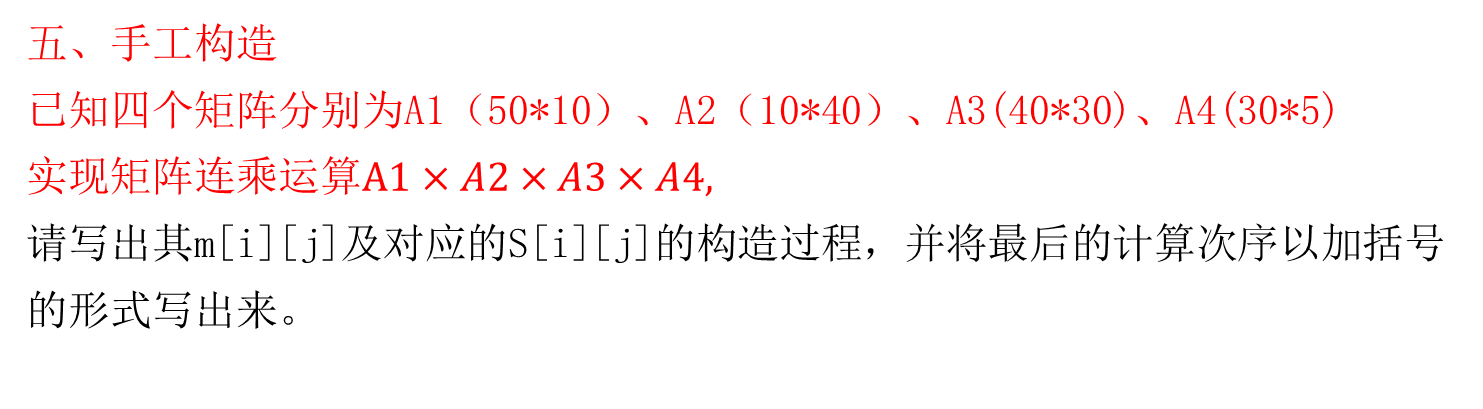 五、手工构造
已知四个矩阵分别为A1（50*10）、A2（10*40）、A3(40*30)、A4(30*5)
实现矩阵连乘运算A1 × A2 × A3 × A4,
请写出其m[i][j]及对应的S[i][j]的构造过程，并将最后的计算次序以加括号
的形式写出来。